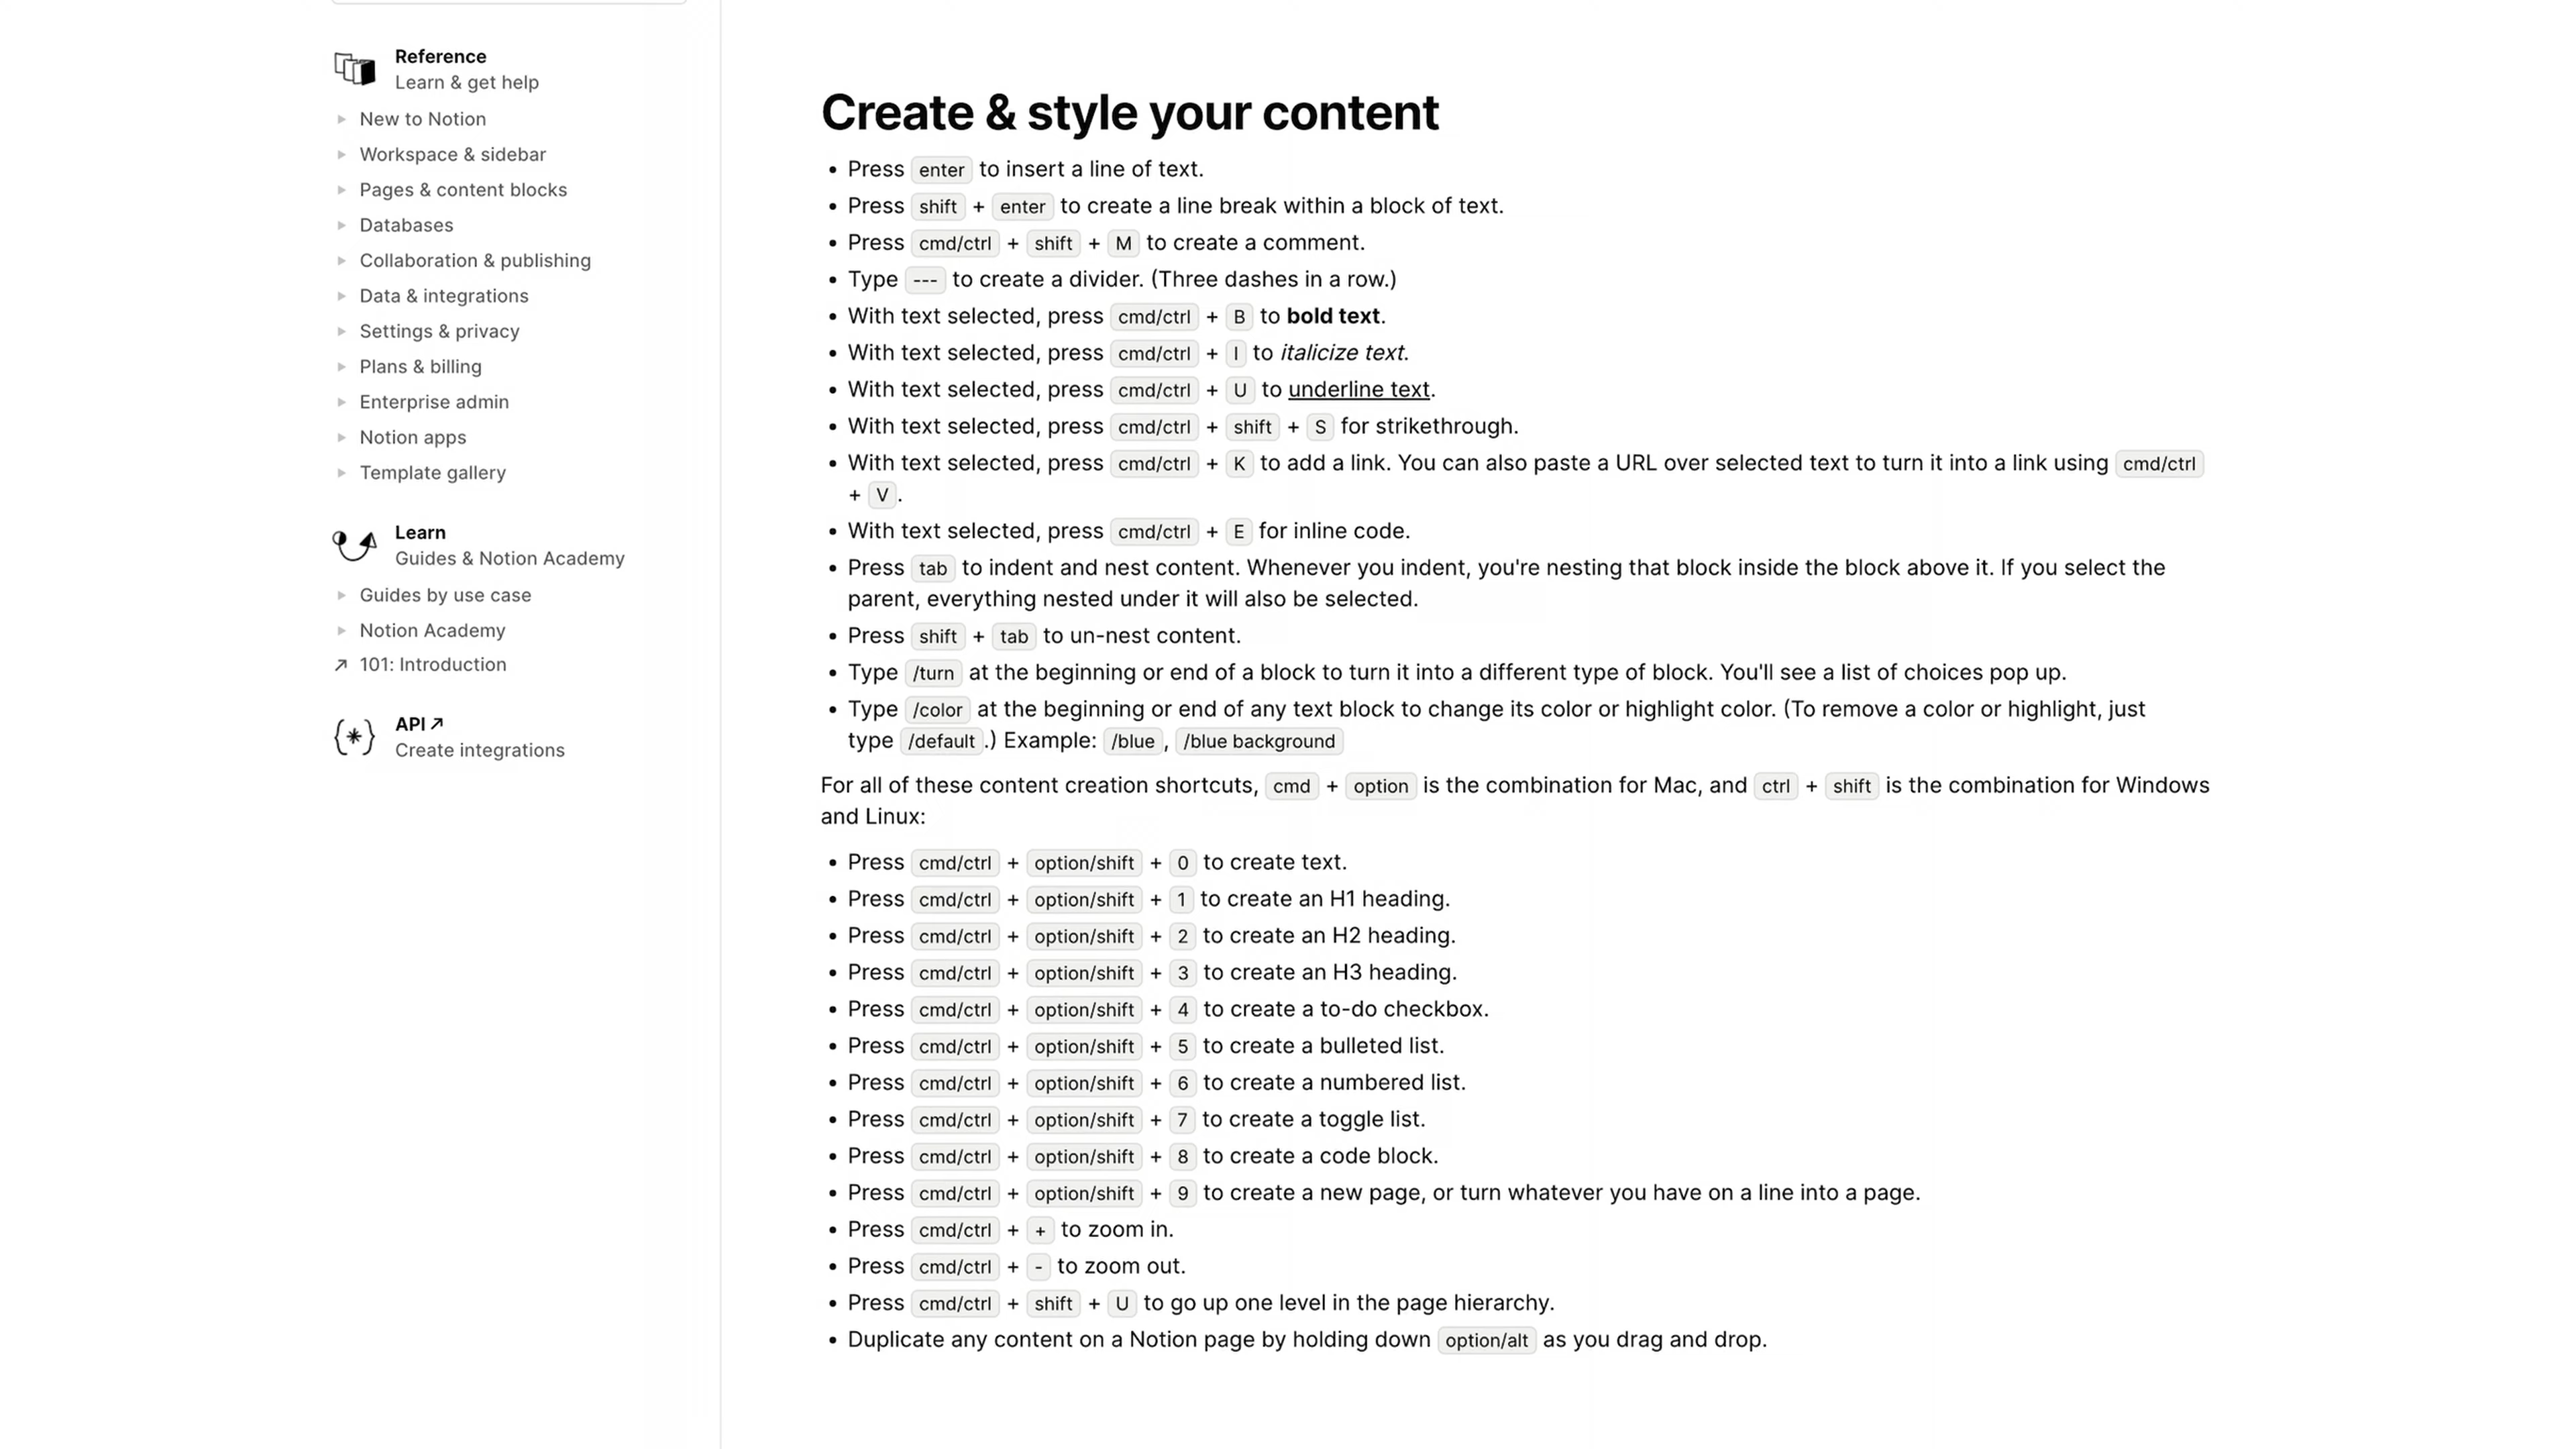 Reference
Learn & get help
New to Notion
Workspace & sidebar
Pages & content blocks
Databases
Collaboration & publishing
Data & integrations
Settings & privacy
Plans & billing
Enterprise admin
Notion apps
Template gallery
Learn
Guides & Notion Academy
Guides by use case
Notion Academy
↗ 101: Introduction
API ↗
Create integrations
Create & style your content
• Press enter to insert a line of text.
• Press shift + enter to create a line break within a block of text.
• Press cmd/ctrl + shift + M to create a comment.
• Type --- to create a divider. (Three dashes in a row.)
• With text selected, press cmd/ctrl + B to bold text.
• With text selected, press cmd/ctrl + I to italicize text.
• With text selected, press cmd/ctrl + U to underline text.
• With text selected, press cmd/ctrl + shift + S for strikethrough.
• With text selected, press cmd/ctrl + K to add a link. You can also paste a URL over selected text to turn it into a link using cmd/ctrl
+ V .
• With text selected, press cmd/ctrl + E for inline code.
• Press tab to indent and nest content. Whenever you indent, you're nesting that block inside the block above it. If you select the
parent, everything nested under it will also be selected.
• Press shift + tab to un-nest content.
• Type /turn at the beginning or end of a block to turn it into a different type of block. You'll see a list of choices pop up.
• Type /color at the beginning or end of any text block to change its color or highlight color. (To remove a color or highlight, just
type /default .) Example: /blue , /blue background
For all of these content creation shortcuts, cmd + option is the combination for Mac, and ctrl + shift is the combination for Windows
and Linux:
• Press cmd/ctrl + option/shift + 0 to create text.
• Press cmd/ctrl + option/shift + 1 to create an H1 heading.
• Press cmd/ctrl + option/shift + 2 to create an H2 heading.
• Press cmd/ctrl + option/shift + 3 to create an H3 heading.
• Press cmd/ctrl + option/shift + 4 to create a to-do checkbox.
• Press cmd/ctrl + option/shift + 5 to create a bulleted list.
• Press cmd/ctrl + option/shift + 6 to create a numbered list.
• Press cmd/ctrl + option/shift + 7 to create a toggle list.
• Press cmd/ctrl + option/shift + 8 to create a code block.
• Press cmd/ctrl + option/shift + 9 to create a new page, or turn whatever you have on a line into a page.
• Press cmd/ctrl + + to zoom in.
• Press cmd/ctrl + - to zoom out.
• Press cmd/ctrl + shift + U to go up one level in the page hierarchy.
• Duplicate any content on a Notion page by holding down option/alt as you drag and drop.